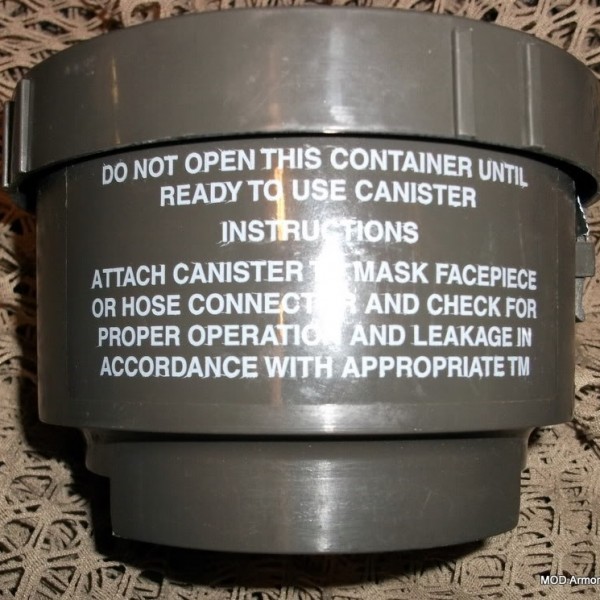 DO NOT OPEN THIS CONTAINER UNTIL
READY TO USE CANISTER
INSTRUCTIONS
ATTACH CANISTER TO MASK FACEPIECE
OR HOSE CONNECTOR AND CHECK FOR
PROPER OPERATION AND LEAKAGE IN
ACCORDANCE WITH APPROPRIATE TM
MOD Armor